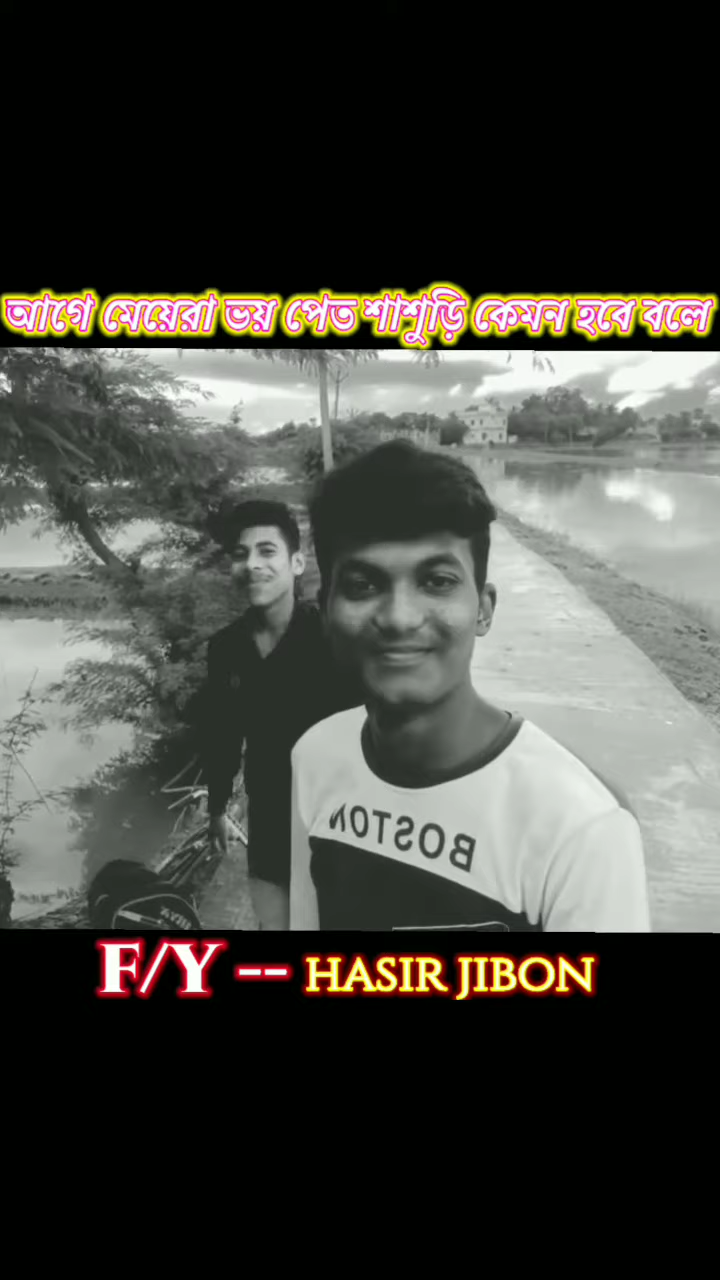 আগে মেয়েরা ভয় পেত শাশুড়ি কেমন হবে বলে
BOSTON
F/Y -- HASIR JIBON